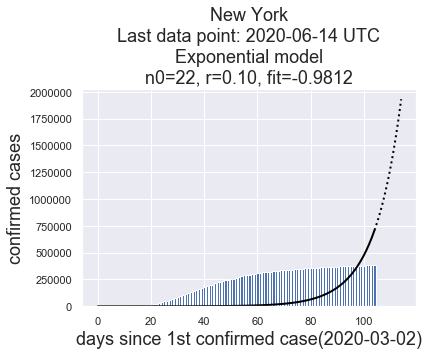 New York
Last data point: 2020-06-14 UTC
Exponential model
n0=22, r=0.10, fit=-0.9812
2000000
1750000
1500000
1250000
1000000
750000
500000
250000
0
confirmed cases
0 20 40 60 80 100
days since 1st confirmed case(2020-03-02)